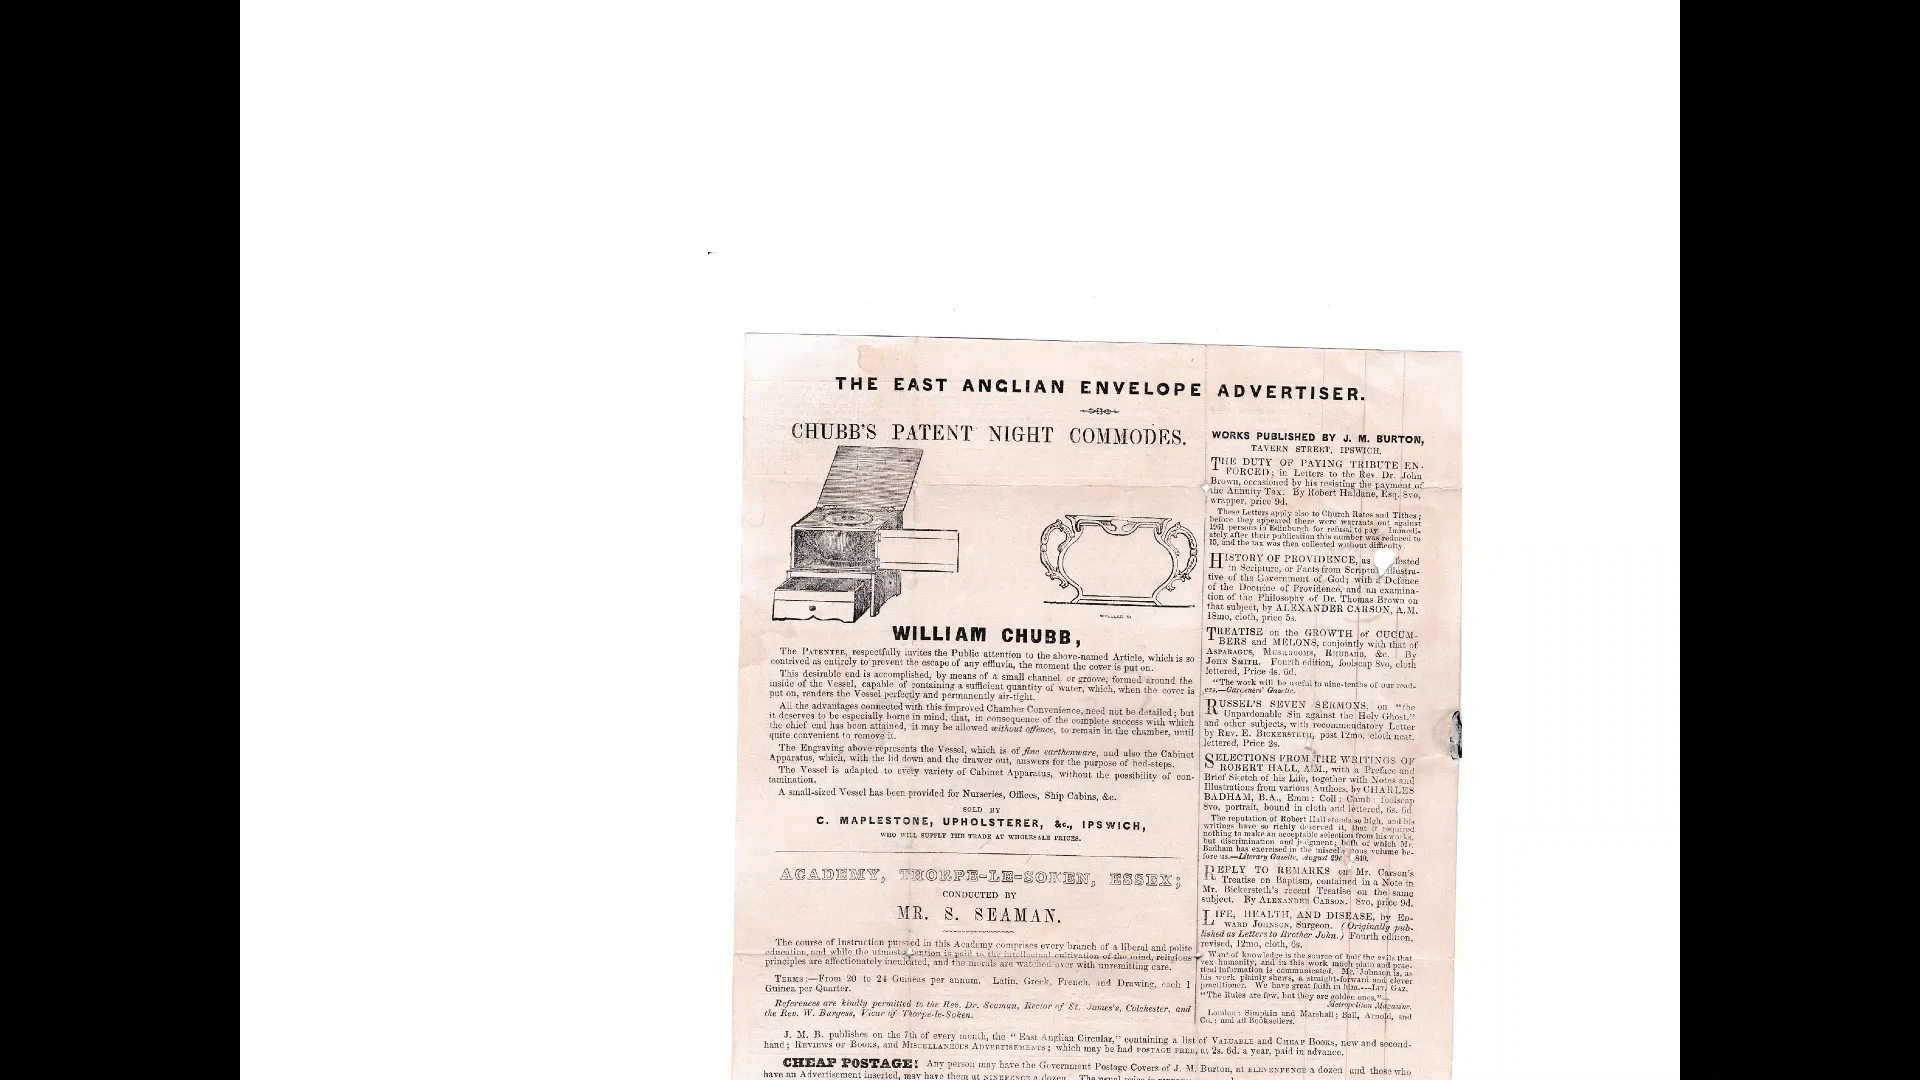 THE EAST ANGLIAN ENVELOPE ADVERTISER.
CHUBB'S PATENT NIGHT COMMODES.
WILLIAM CHUBB,
The PATENTEE, respectfully invites the Public attention to the above-named Article, which is so
contrived as entirely to prevent the escape of any effluvia, the moment the cover is put on.
This desirable end is accomplished, by means of a small channel, or groove, formed around the
inside of the Vessel, capable of containing a sufficient quantity of water, which, when the cover is
put on, renders the Vessel perfectly and permanently air-tight.
All the advantages connected with this improved Chamber Convenience, need not be detailed; but
it deserves to be especially borne in mind, that, in consequence of the complete success with which
the chief end has been attained, it may be allowed without offence, to remain in the chamber, until
quite convenient to remove it.
The Engraving above represents the Vessel, which is of fine earthenware, and also the Cabinet
Apparatus, which, with the lid down and the drawer out, answers for the purpose of bed-steps.
The Vessel is adapted to every variety of Cabinet Apparatus, without the possibility of con-
tamination.
A small-sized Vessel has been provided for Nurseries, Offices, Ship Cabins, &c.
SOLD BY
C. MAPLESTONE, UPHOLSTERER, &c., IPSWICH,
WHO WILL SUPPLY THE TRADE AT WHOLESALE PRICES.
ACADEMY, THORPE-LE-SOKEN, ESSEX;
CONDUCTED BY
MR. S. SEAMAN.
The course of Instruction pursued in this Academy comprises every branch of a liberal and polite
education, and while the utmost attention is paid to the intellectual cultivation of the mind, religious
principles are affectionately inculcated, and the morals are watched over with unremitting care.
TERMS:—From 20 to 24 Guineas per annum. Latin, Greek, French, and Drawing, each 1
Guinea per Quarter.
References are kindly permitted to the Rev. Dr. Seaman, Rector of St. James's, Colchester, and
the Rev. W. Burgess, Vicar of Thorpe-le-Soken.
WORKS PUBLISHED BY J. M. BURTON,
TAVERN STREET, IPSWICH.
THE DUTY OF PAYING TRIBUTE EN-
FORCED; in Letters to the Rev. Dr. John
Brown, occasioned by his resisting the payment of
the Annuity Tax. By Robert Haldane, Esq. 8vo,
wrapper, price 9d.
These Letters apply also to Church Rates and Tithes;
before they appeared there were warrants out against
1961 persons in Edinburgh for refusal to pay. Immedi-
ately after their publication this number was reduced to
15, and the tax was then collected without difficulty.
HISTORY OF PROVIDENCE, as fested
in Scripture, or Facts from Scripture illustra-
tive of the Government of God; with a Defence
of the Doctrine of Providence, and an examina-
tion of the Philosophy of Dr. Thomas Brown on
that subject, by ALEXANDER CARSON, A.M.
18mo, cloth, price 5s.
TREATISE on the GROWTH of CUCUM-
BERS and MELONS, conjointly with that of
ASPARAGUS, MUSHROOMS, RHUBARB, &c. By
JOHN SMITH. Fourth edition, foolscap 8vo, cloth
lettered, Price 4s. 6d.
"The work will be useful to nine-tenths of our read-
ers.—Gardeners' Gazette.
RUSSEL'S SEVEN SERMONS, on "the
Unpardonable Sin against the Holy Ghost,"
and other subjects, with recommendatory Letter
by REV. E. BICKERSTETH, post 12mo, cloth neat,
lettered, Price 2s.
SELECTIONS FROM THE WRITINGS OF
ROBERT HALL, A.M., with a Preface and
Brief Sketch of his Life, together with Notes and
Illustrations from various Authors, by CHARLES
BADHAM, B.A., Emm: Coll: Camb: foolscap
8vo, portrait, bound in cloth and lettered, 6s. 6d.
The reputation of Robert Hall stands so high, and his
writings have so richly deserved it, that it required
nothing to make an acceptable selection from his works,
but discrimination and judgment; both of which Mr.
Badham has exercised in the volume be-
fore us.—Literary Gazette, August 29
REPLY TO REMARKS on Mr. Carson's
Treatise on Baptism, contained in a Note in
Mr. Bickersteth's recent Treatise on the same
subject. By ALEXANDER CARSON. 8vo, price 9d.
LIFE, HEALTH, AND DISEASE, by ED-
WARD JOHNSON, Surgeon. (Originally pub-
lished as Letters to Brother John.) Fourth edition,
revised, 12mo, cloth, 6s.
Want of knowledge is the source of half the evils that
vex humanity, and in this work much plain and prac-
tical information is communicated. Mr. Johnson is, as
his work plainly shows, a straight-forward and clever
practitioner. We have great faith in him.—LIT. GAZ.
"The Rules are few, but they are golden ones."—
Metropolitan Magazine.
London: Simpkin and Marshall; Ball, Arnold, and
Co.; and all Booksellers.
J. M. B. publishes on the 7th of every month, the "East Anglian Circular," containing a list of VALUABLE and CHEAP BOOKS, new and second-
hand; REVIEWS OF BOOKS, and MISCELLANEOUS ADVERTISEMENTS; which may be had POSTAGE FREE, at 2s. 6d. a year, paid in advance.
CHEAP POSTAGE! Any person may have the Government Postage Covers of J. M. Burton, at ELEVENPENCE a dozen and those who
have an Advertisement inserted, may have them at NINEPENCE a dozen.